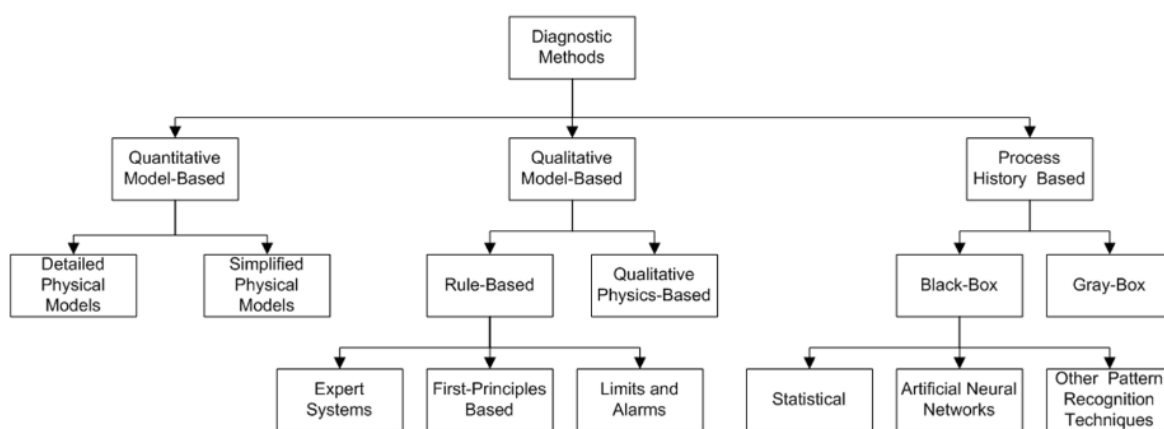 Diagnostic
Methods
Quantitative
Model-Based
Qualitative
Model-Based
Process
History Based
Detailed
Physical
Models
Simplified
Physical
Models
Rule-Based
Qualitative
Physics-Based
Black-Box
Gray-Box
Expert
Systems
First-Principles
Based
Limits and
Alarms
Statistical
Artificial Neural
Networks
Other Pattern
Recognition
Techniques